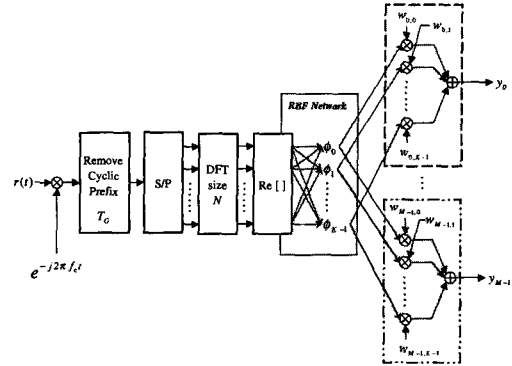 w_{0,0}
w_{0,1}
y_0
w_{0,K-1}
RBF Network
Remove
Cyclic
Prefix
T_G
S/P
DFT
size
N
Re [ ]
ϕ_0
ϕ_1
ϕ_{K-1}
r(t)
e^{-j2π f_c t}
w_{M-1,0}
w_{M-1,1}
y_{M-1}
w_{M-1,K-1}